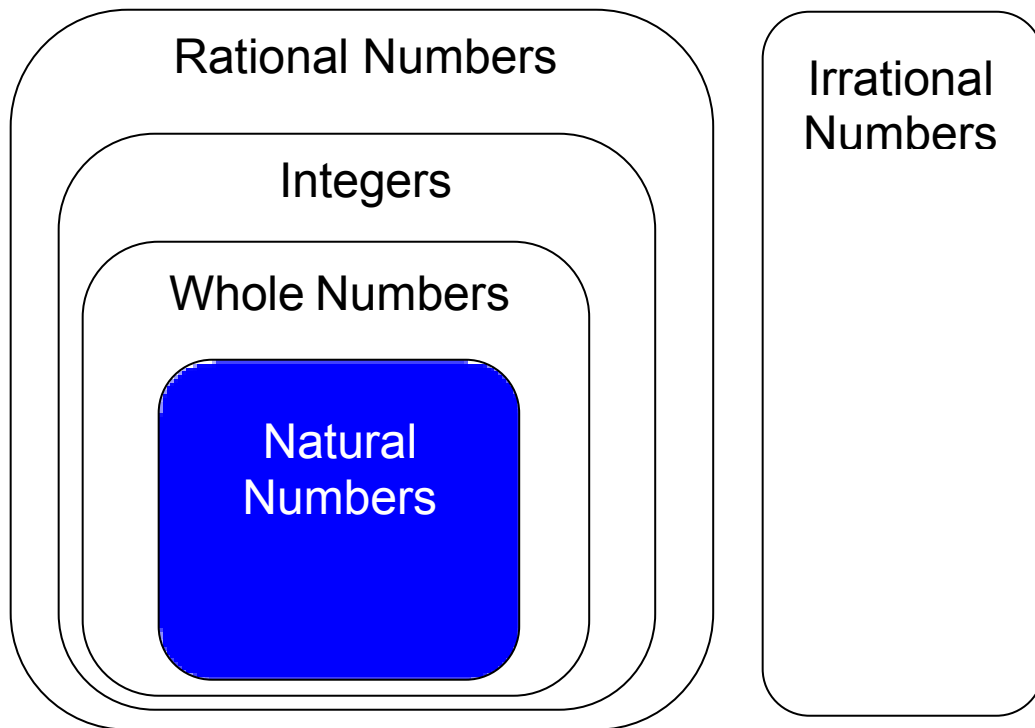 Rational Numbers
Irrational
Numbers
Integers
Whole Numbers
Natural
Numbers